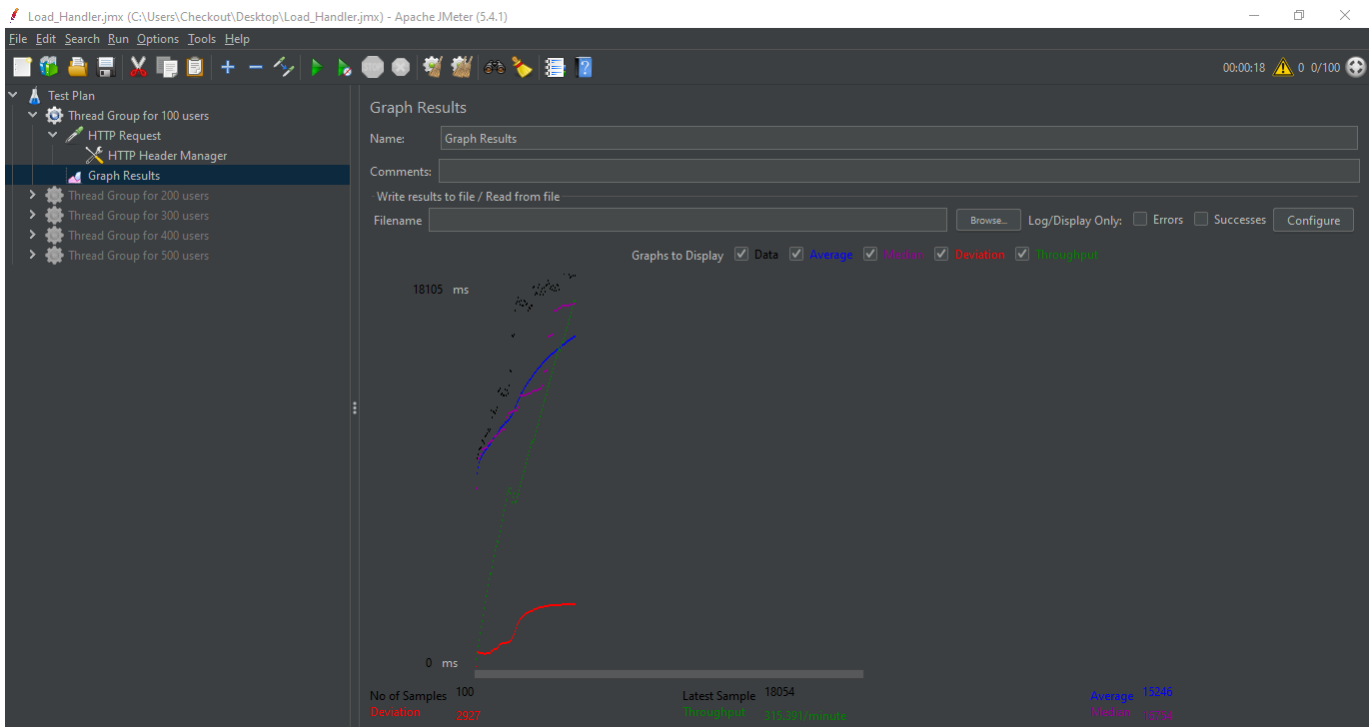 Load_Handler.jmx (C:\Users\Checkout\Desktop\Load_Handler.jmx) - Apache JMeter (5.4.1)
File Edit Search Run Options Tools Help
00:00:18 0 0/100
Test Plan
Thread Group for 100 users
HTTP Request
HTTP Header Manager
Graph Results
Thread Group for 200 users
Thread Group for 300 users
Thread Group for 400 users
Thread Group for 500 users
Graph Results
Name: Graph Results
Comments:
Write results to file / Read from file
Filename Browse... Log/Display Only: Errors Successes Configure
Graphs to Display Data Average Median Deviation Throughput
18105 ms
0 ms
No of Samples 100 Latest Sample 18054 Average 15246
Deviation 2927 Throughput 315.391/minute Median